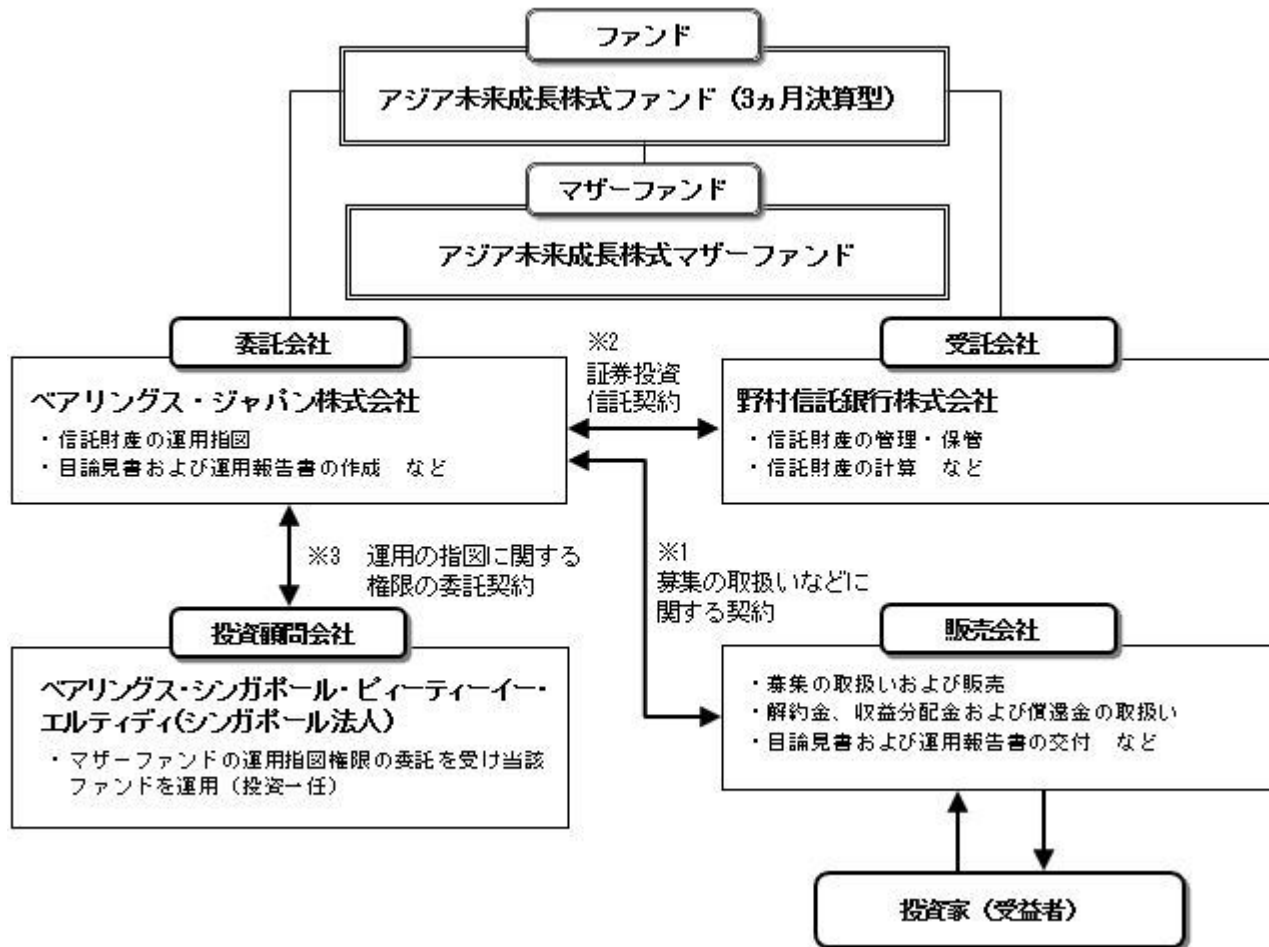 ファンド
アジア未来成長株式ファンド（3ヵ月決算型）
マザーファンド
アジア未来成長株式マザーファンド
委託会社
ベアリングス・ジャパン株式会社
・信託財産の運用指図
・目論見書および運用報告書の作成　など
※2
証券投資
信託契約
受託会社
野村信託銀行株式会社
・信託財産の管理・保管
・信託財産の計算　など
※3　運用の指図に関する
権限の委託契約
※1
募集の取扱いなどに
関する契約
投資顧問会社
ベアリングス・シンガポール・ピィーティーイー・
エルティディ(シンガポール法人)
・マザーファンドの運用指図権限の委託を受け当該
ファンドを運用（投資一任）
販売会社
・募集の取扱いおよび販売
・解約金、収益分配金および償還金の取扱い
・目論見書および運用報告書の交付　など
投資家（受益者）